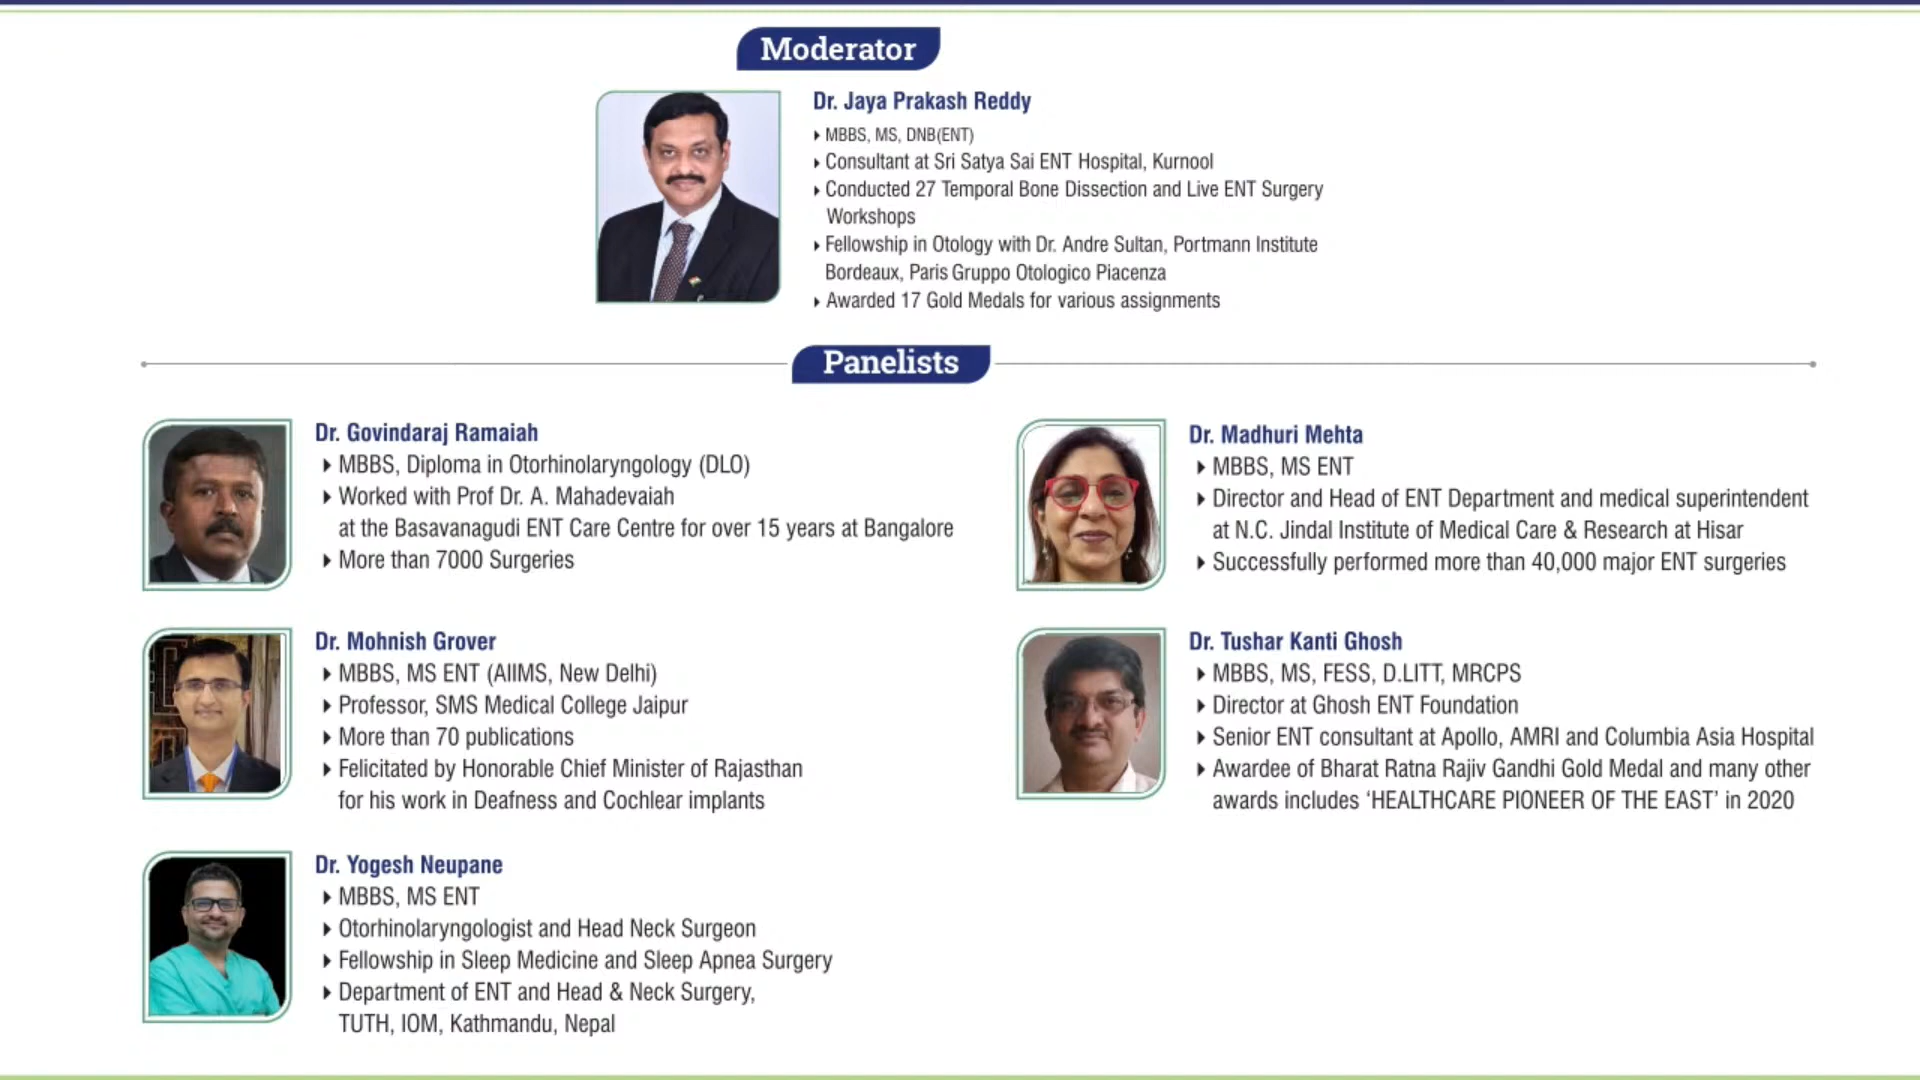 Moderator
Dr. Jaya Prakash Reddy
MBBS, MS, DNB(ENT)
Consultant at Sri Satya Sai ENT Hospital, Kurnool
Conducted 27 Temporal Bone Dissection and Live ENT Surgery
Workshops
Fellowship in Otology with Dr. Andre Sultan, Portmann Institute
Bordeaux, Paris Gruppo Otologico Piacenza
Awarded 17 Gold Medals for various assignments
Panelists
Dr. Govindaraj Ramaiah
MBBS, Diploma in Otorhinolaryngology (DLO)
Worked with Prof Dr. A. Mahadevaiah
at the Basavanagudi ENT Care Centre for over 15 years at Bangalore
More than 7000 Surgeries
Dr. Madhuri Mehta
MBBS, MS ENT
Director and Head of ENT Department and medical superintendent
at N.C. Jindal Institute of Medical Care & Research at Hisar
Successfully performed more than 40,000 major ENT surgeries
Dr. Mohnish Grover
MBBS, MS ENT (AIIMS, New Delhi)
Professor, SMS Medical College Jaipur
More than 70 publications
Felicitated by Honorable Chief Minister of Rajasthan
for his work in Deafness and Cochlear implants
Dr. Tushar Kanti Ghosh
MBBS, MS, FESS, D.LITT, MRCPS
Director at Ghosh ENT Foundation
Senior ENT consultant at Apollo, AMRI and Columbia Asia Hospital
Awardee of Bharat Ratna Rajiv Gandhi Gold Medal and many other
awards includes ‘HEALTHCARE PIONEER OF THE EAST’ in 2020
Dr. Yogesh Neupane
MBBS, MS ENT
Otorhinolaryngologist and Head Neck Surgeon
Fellowship in Sleep Medicine and Sleep Apnea Surgery
Department of ENT and Head & Neck Surgery,
TUTH, IOM, Kathmandu, Nepal